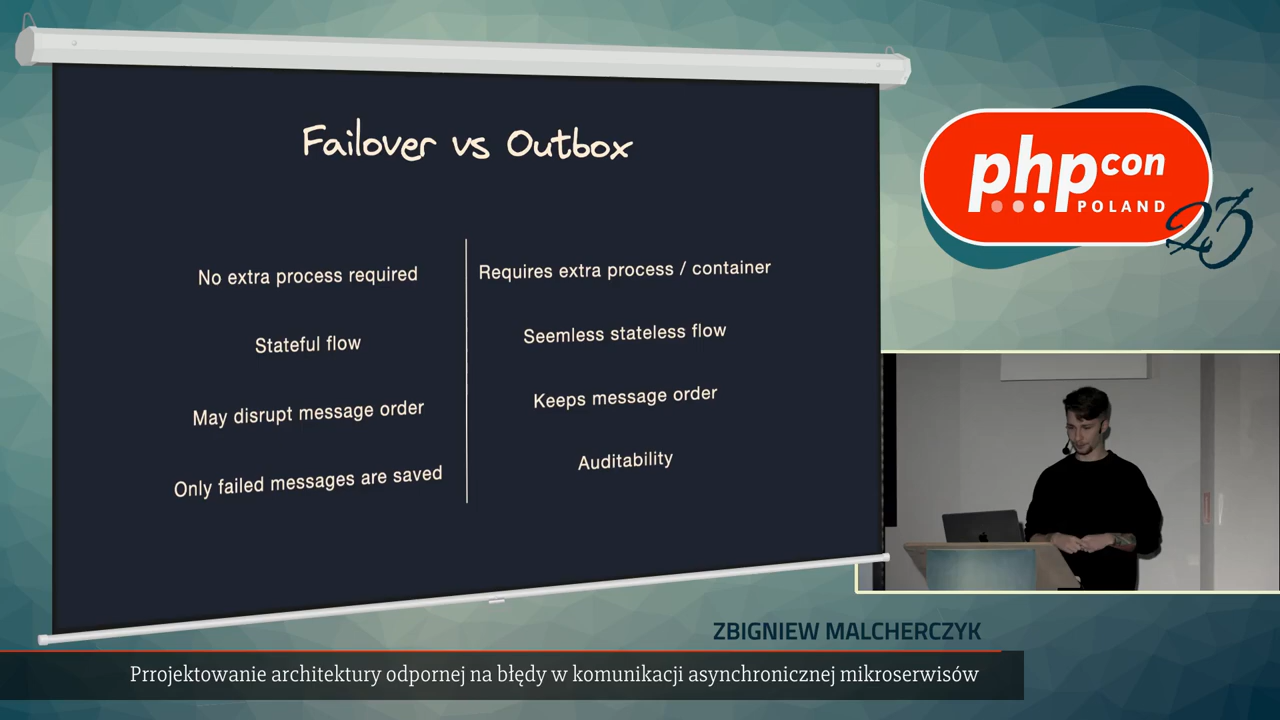 Failover vs Outbox
No extra process required
Stateful flow
May disrupt message order
Only failed messages are saved
Requires extra process / container
Seemless stateless flow
Keeps message order
Auditability
phpcon
POLAND
23
ZBIGNIEW MALCHERCZYK
Prrojektowanie architektury odpornej na błędy w komunikacji asynchronicznej mikroserwisów